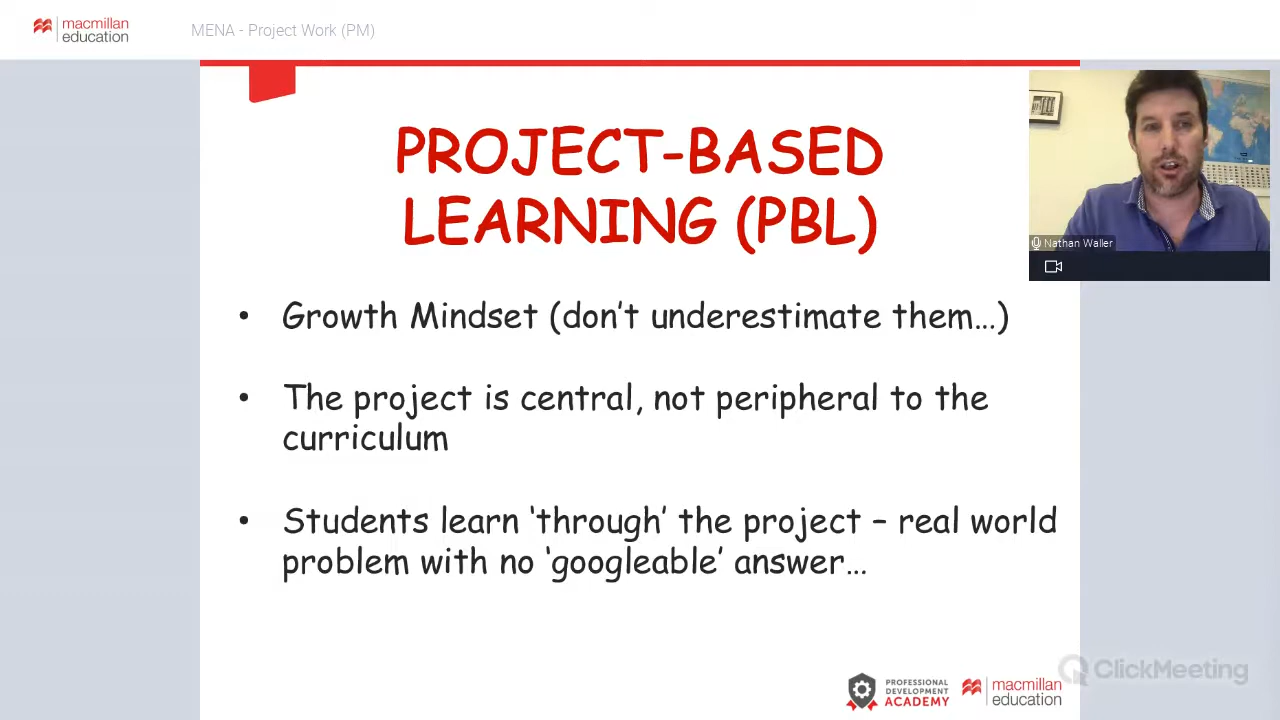 macmillan
education
MENA - Project Work (PM)
PROJECT-BASED
LEARNING (PBL)
Nathan Waller
• Growth Mindset (don't underestimate them...)
• The project is central, not peripheral to the
curriculum
• Students learn ‘through’ the project – real world
problem with no ‘googleable’ answer...
PROFESSIONAL
DEVELOPMENT
ACADEMY
macmillan
education
ClickMeeting